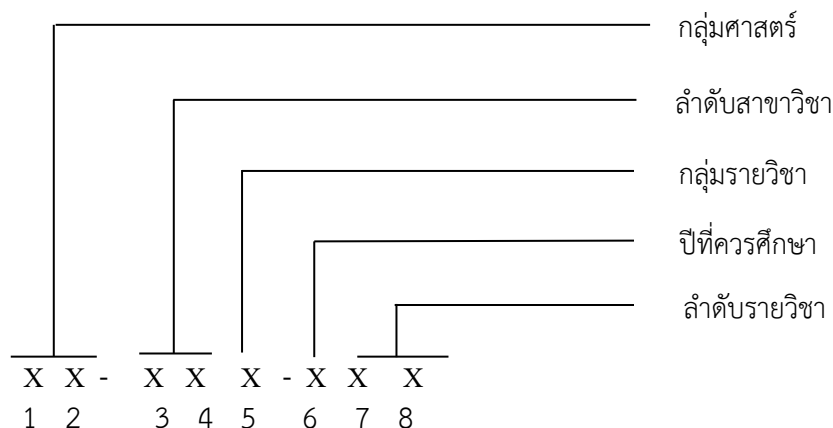 กลุ่มศาสตร์
ลำดับสาขาวิชา
กลุ่มรายวิชา
ปีที่ควรศึกษา
ลำดับรายวิชา
X X - X X X - X X X
1 2 3 4 5 6 7 8